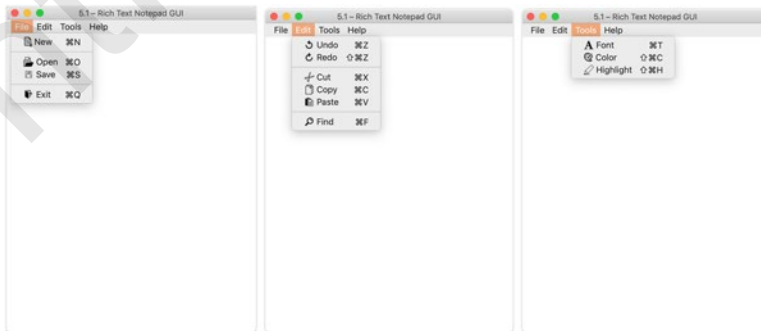 5.1 – Rich Text Notepad GUI
File Edit Tools Help
New ⌘N
Open ⌘O
Save ⌘S
Exit ⌘Q
5.1 – Rich Text Notepad GUI
File Edit Tools Help
Undo ⌘Z
Redo ⇧⌘Z
Cut ⌘X
Copy ⌘C
Paste ⌘V
Find ⌘F
5.1 – Rich Text Notepad GUI
File Edit Tools Help
Font ⌘T
Color ⇧⌘C
Highlight ⇧⌘H